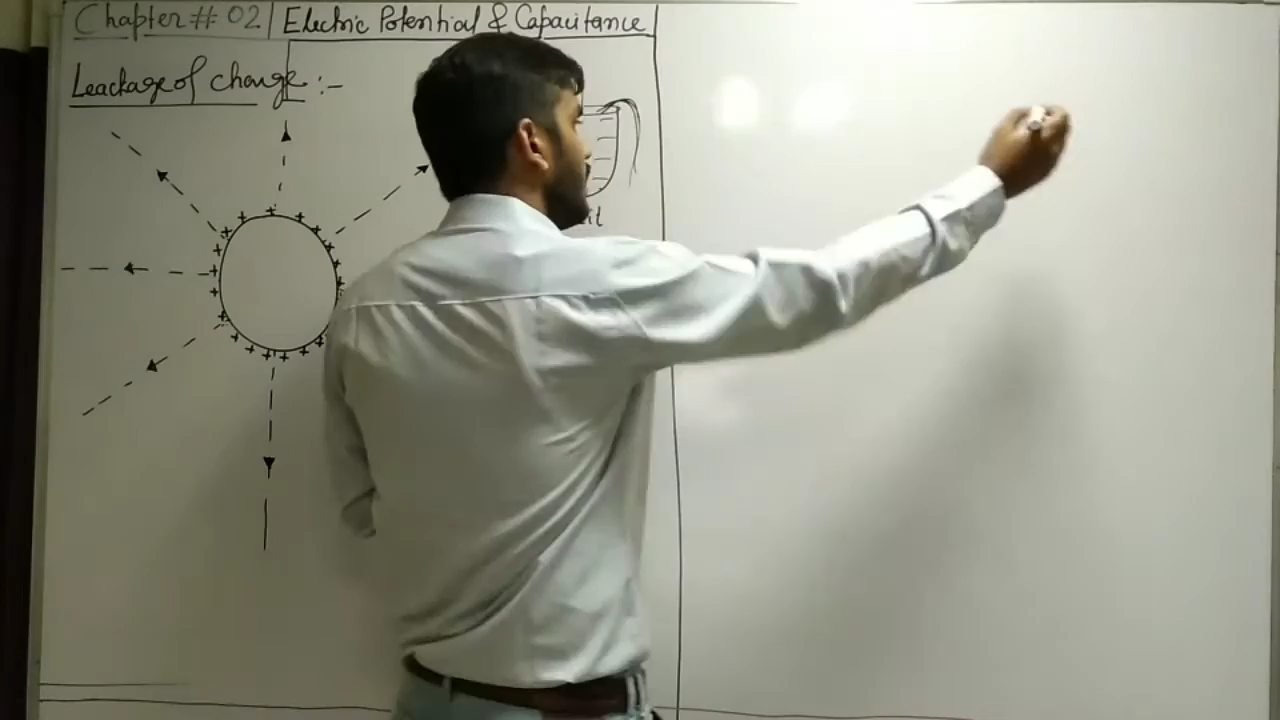 Chapter # 02 | Electric Potential & Capacitance
Leackage of charge :-